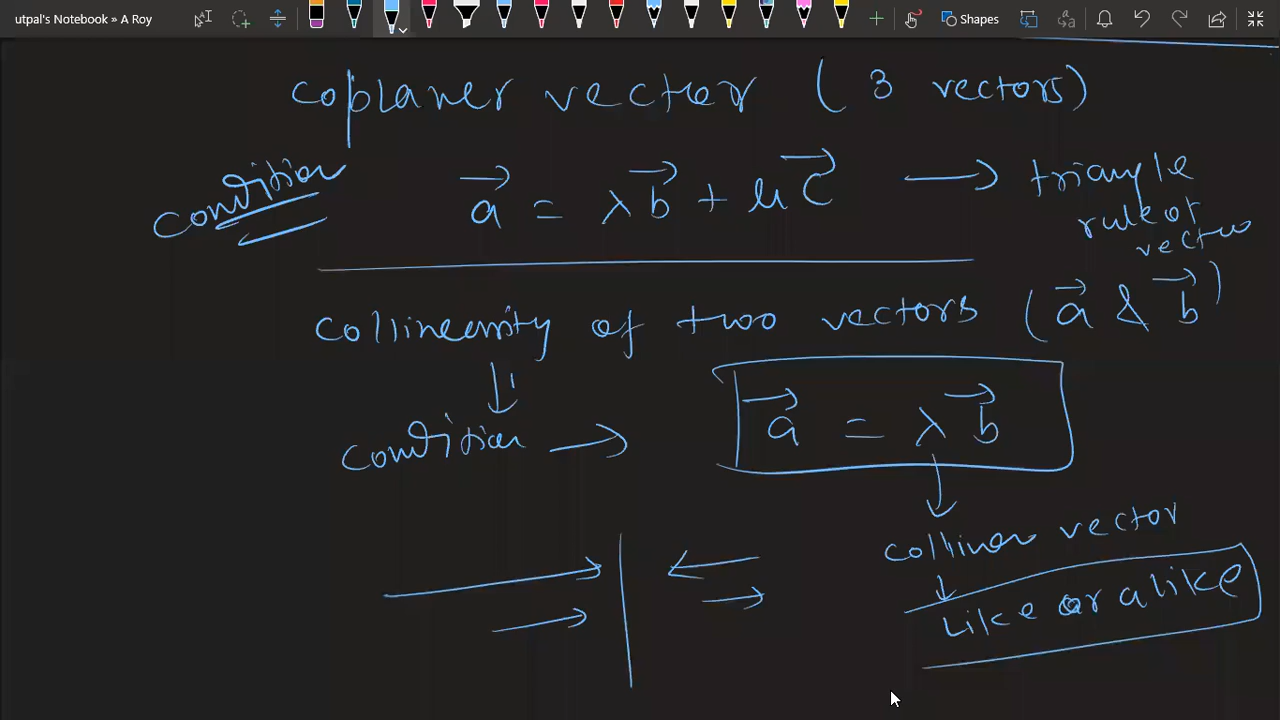 utpal's Notebook » A Roy
Shapes
coplaner vector ( 3 vectors)
condition
a⃗ = λb⃗ + μc⃗ → triangle
rule of
vector
collinearity of two vectors (a⃗ & b⃗)
↓
condition → a⃗ = λb⃗
↓
collinear vector
↓
Like or alike